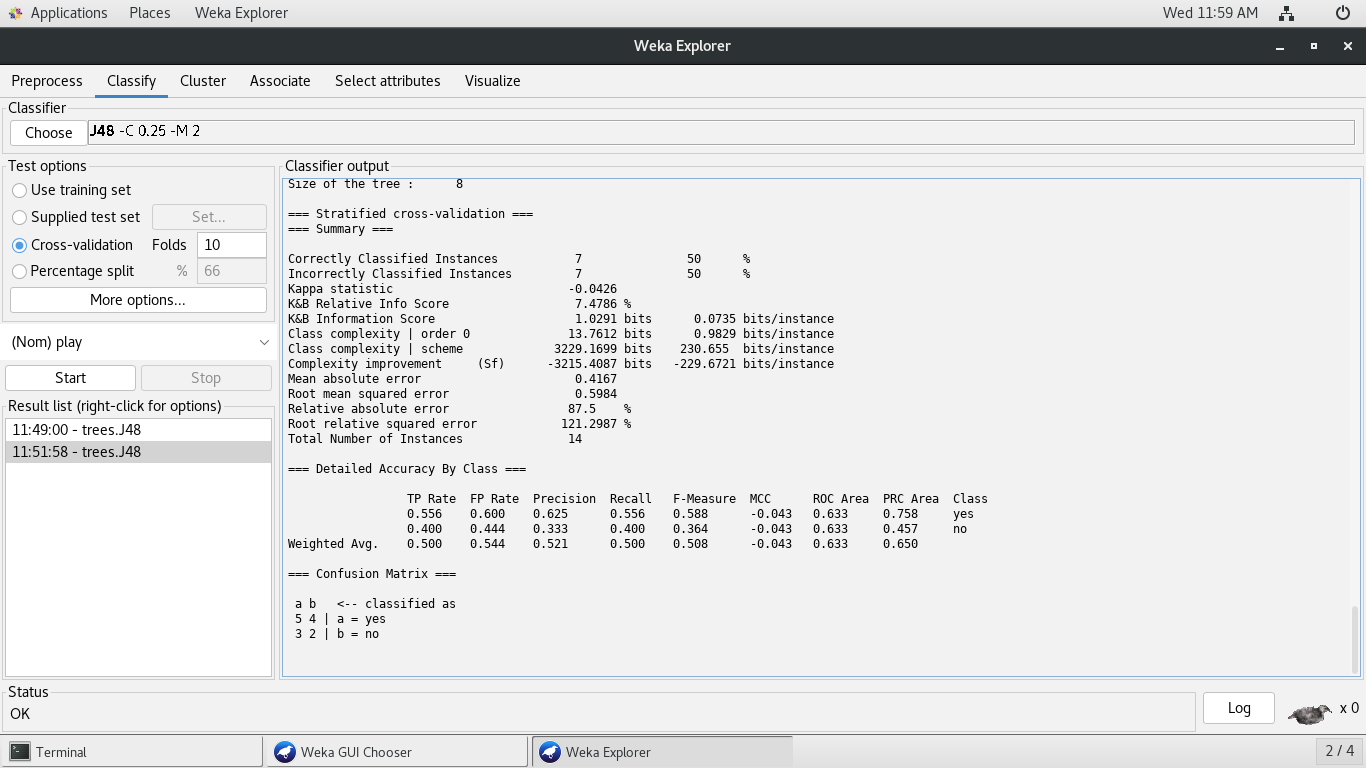 Applications Places Weka Explorer Wed 11:59 AM
Weka Explorer
Preprocess Classify Cluster Associate Select attributes Visualize
Classifier
Choose J48 -C 0.25 -M 2
Test options
Use training set
Supplied test set Set...
Cross-validation Folds 10
Percentage split % 66
More options...
(Nom) play
Start Stop
Result list (right-click for options)
11:49:00 - trees.J48
11:51:58 - trees.J48
Classifier output
Size of the tree : 8
=== Stratified cross-validation ===
=== Summary ===
Correctly Classified Instances 7 50 %
Incorrectly Classified Instances 7 50 %
Kappa statistic -0.0426
K&B Relative Info Score 7.4786 %
K&B Information Score 1.0291 bits 0.0735 bits/instance
Class complexity | order 0 13.7612 bits 0.9829 bits/instance
Class complexity | scheme 3229.1699 bits 230.655 bits/instance
Complexity improvement (Sf) -3215.4087 bits -229.6721 bits/instance
Mean absolute error 0.4167
Root mean squared error 0.5984
Relative absolute error 87.5 %
Root relative squared error 121.2987 %
Total Number of Instances 14
=== Detailed Accuracy By Class ===
TP Rate FP Rate Precision Recall F-Measure MCC ROC Area PRC Area Class
0.556 0.600 0.625 0.556 0.588 -0.043 0.633 0.758 yes
0.400 0.444 0.333 0.400 0.364 -0.043 0.633 0.457 no
Weighted Avg. 0.500 0.544 0.521 0.500 0.508 -0.043 0.633 0.650
=== Confusion Matrix ===
a b <-- classified as
5 4 | a = yes
3 2 | b = no
Status
OK
Log x 0
Terminal Weka GUI Chooser Weka Explorer 2 / 4